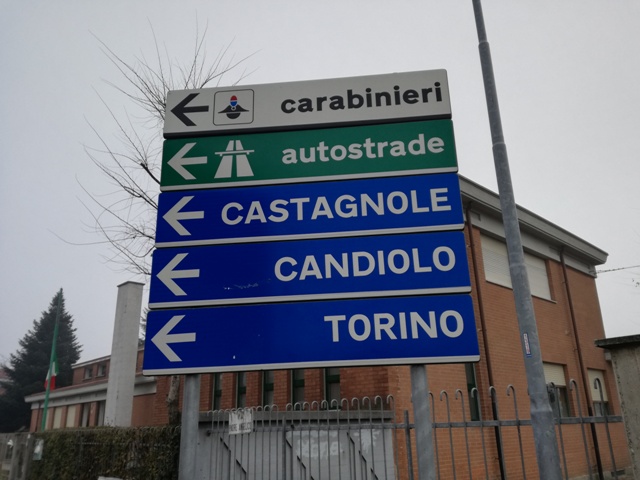 carabinieri
autostrade
CASTAGNOLE
CANDIOLO
TORINO